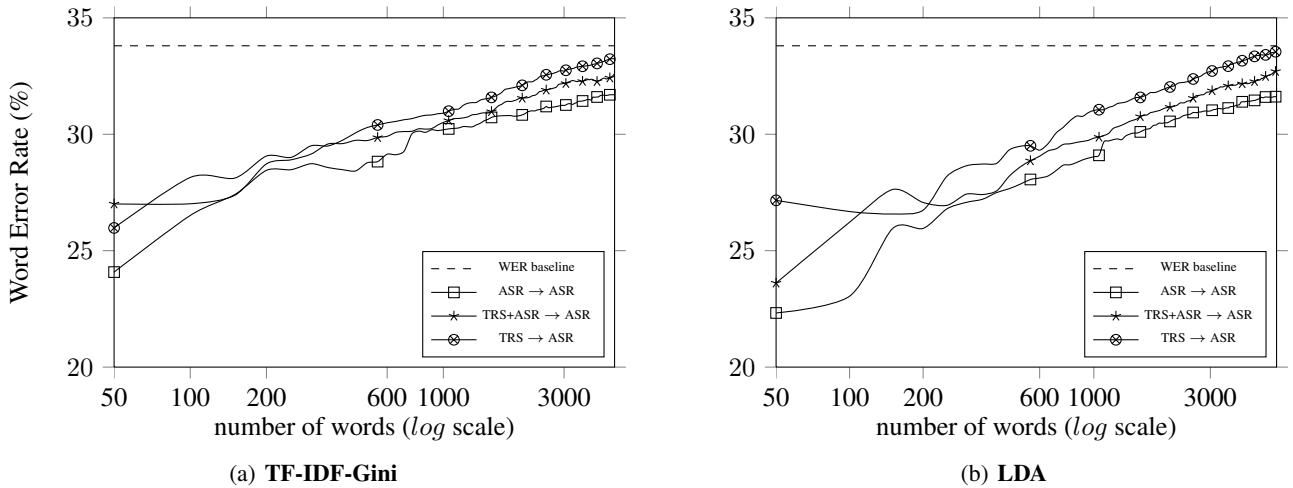 Word Error Rate (%)
35
30
25
20
50 100 200 600 1000 3000
number of words (log scale)
WER baseline
ASR → ASR
TRS+ASR → ASR
TRS → ASR
(a) TF-IDF-Gini
35
30
25
20
50 100 200 600 1000 3000
number of words (log scale)
WER baseline
ASR → ASR
TRS+ASR → ASR
TRS → ASR
(b) LDA